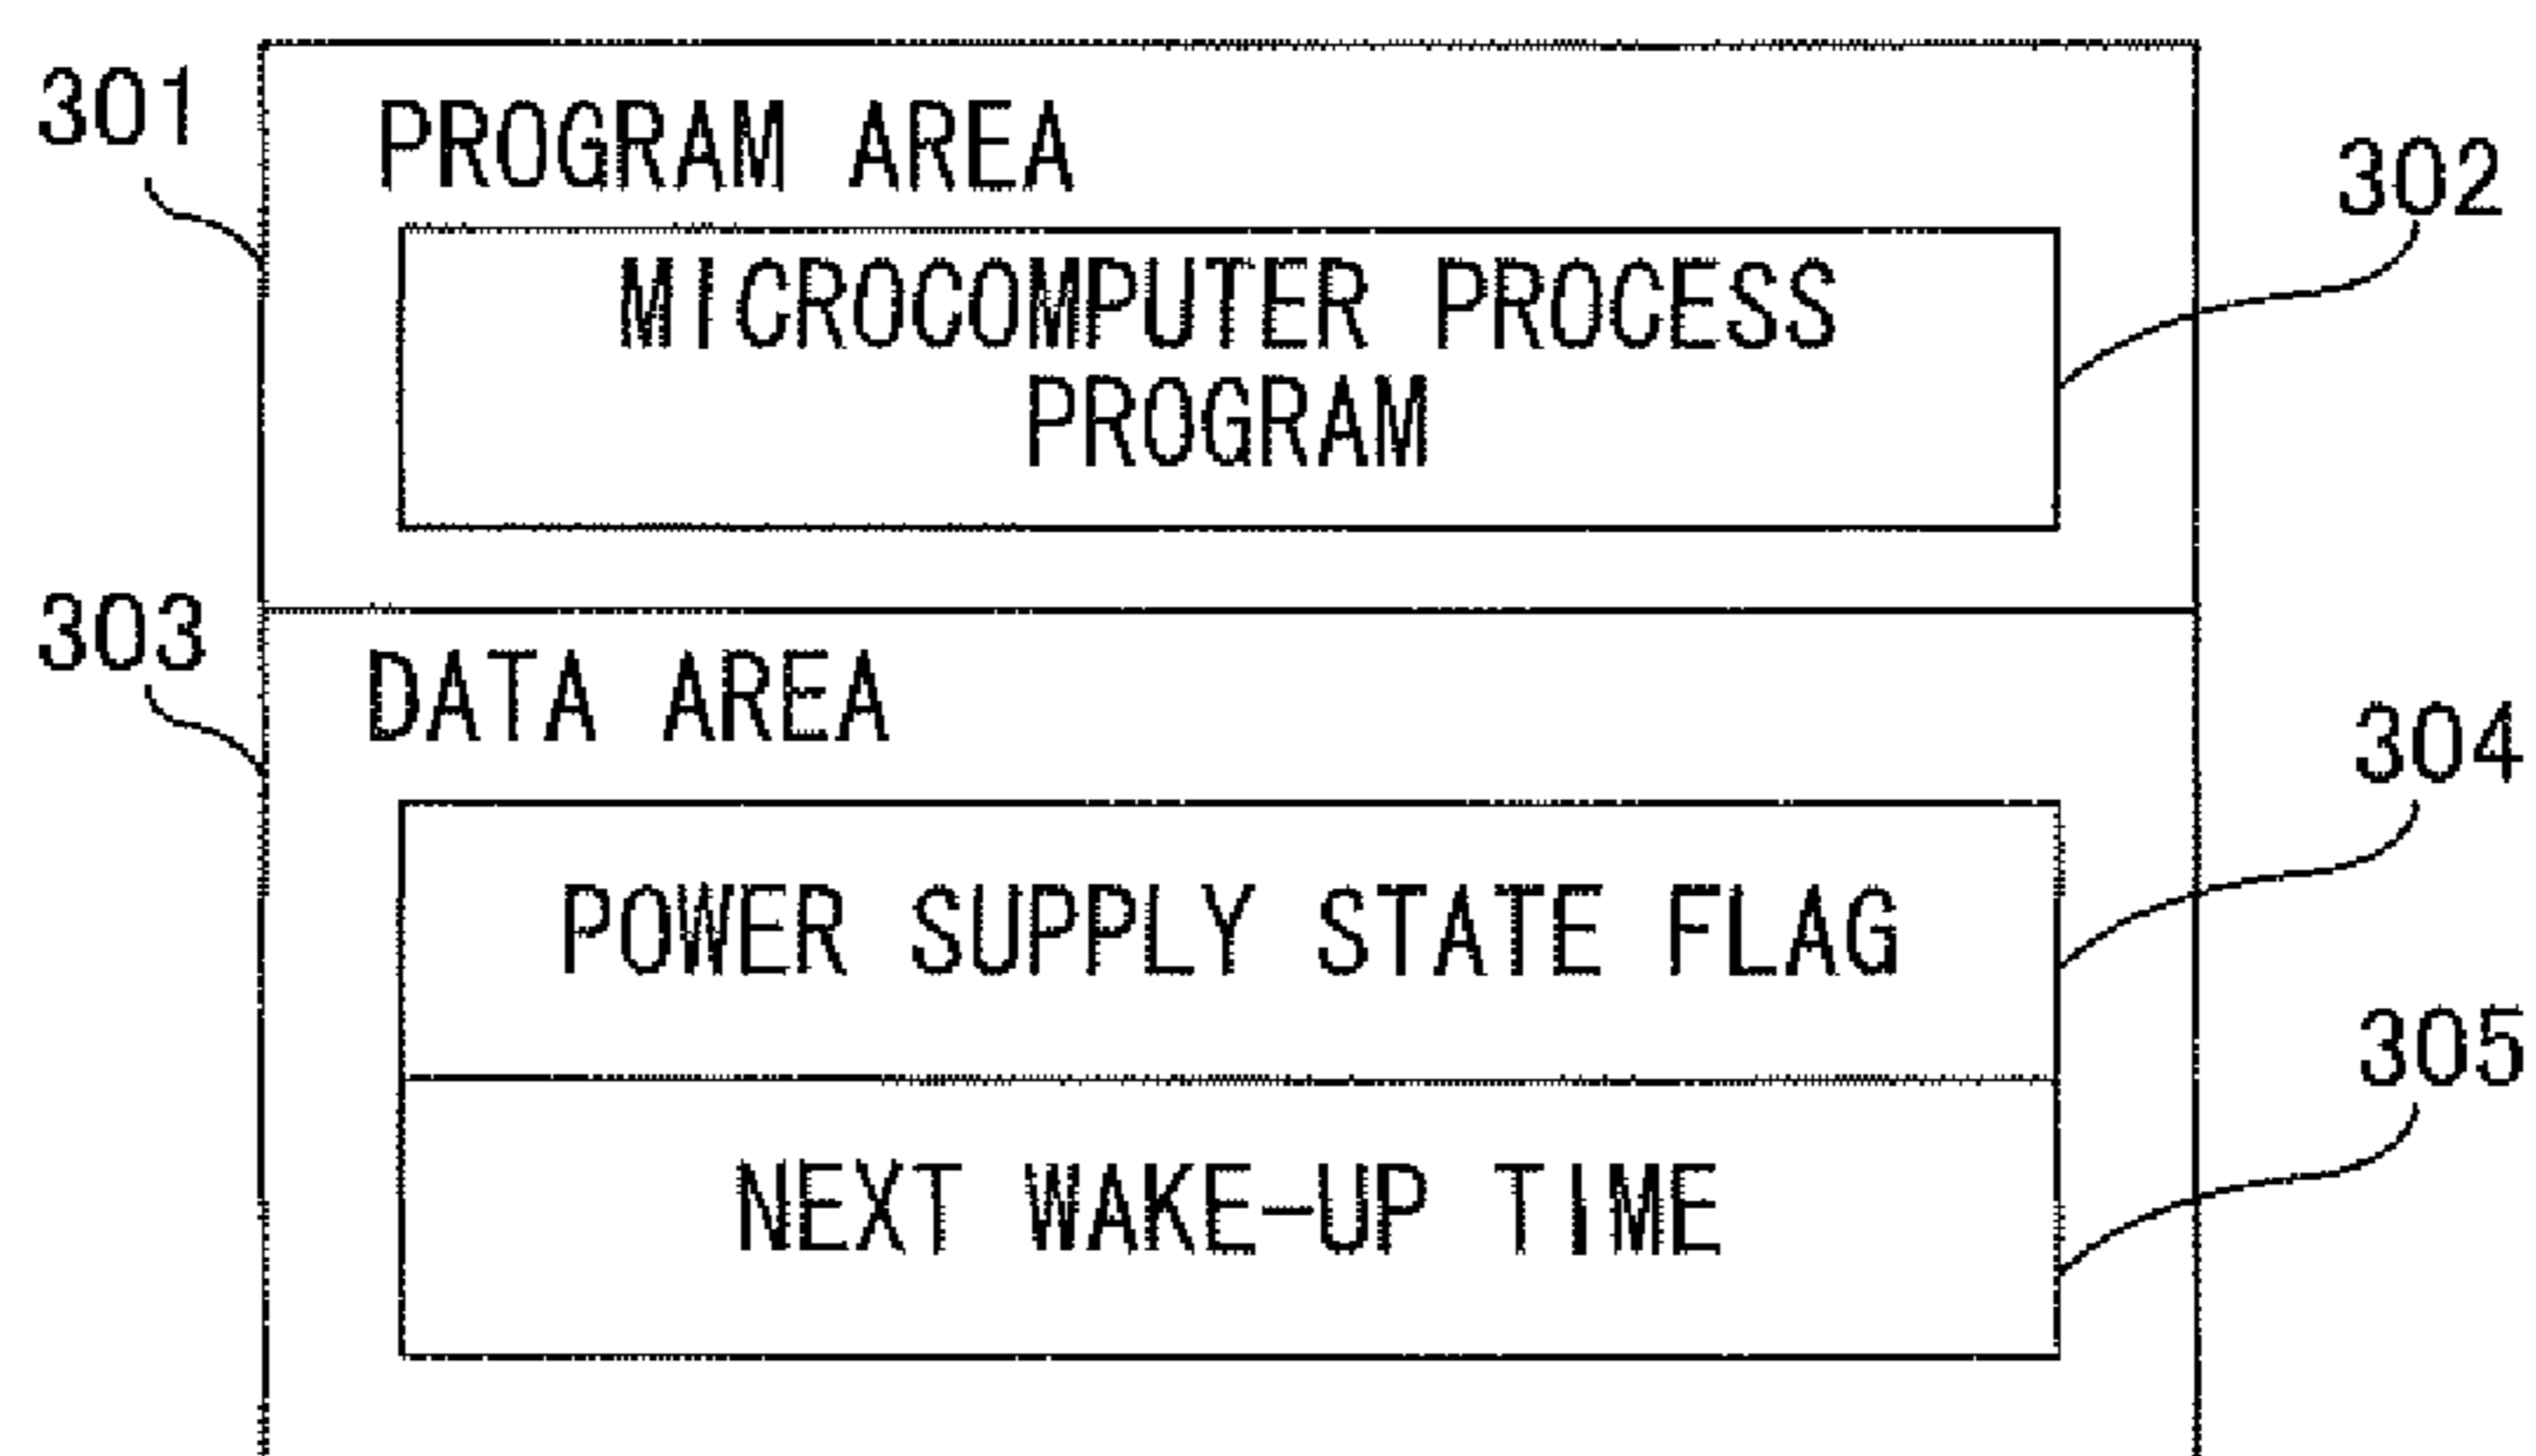 301
PROGRAM AREA
302
MICROCOMPUTER PROCESS
PROGRAM
303
DATA AREA
304
POWER SUPPLY STATE FLAG
305
NEXT WAKE-UP TIME